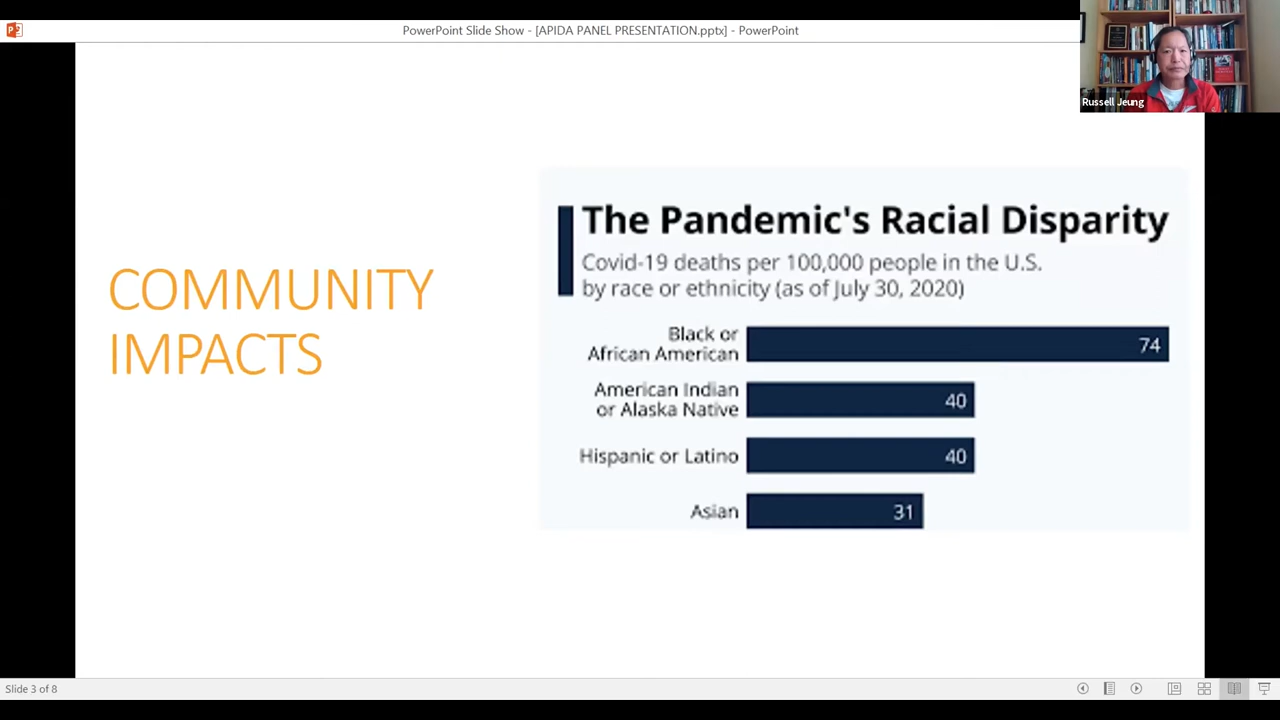 PowerPoint Slide Show - [APIDA PANEL PRESENTATION.pptx] - PowerPoint
Russell Jeung
COMMUNITY
IMPACTS
The Pandemic's Racial Disparity
Covid-19 deaths per 100,000 people in the U.S.
by race or ethnicity (as of July 30, 2020)
Black or
African American
74
American Indian
or Alaska Native
40
Hispanic or Latino
40
Asian
31
Slide 3 of 8